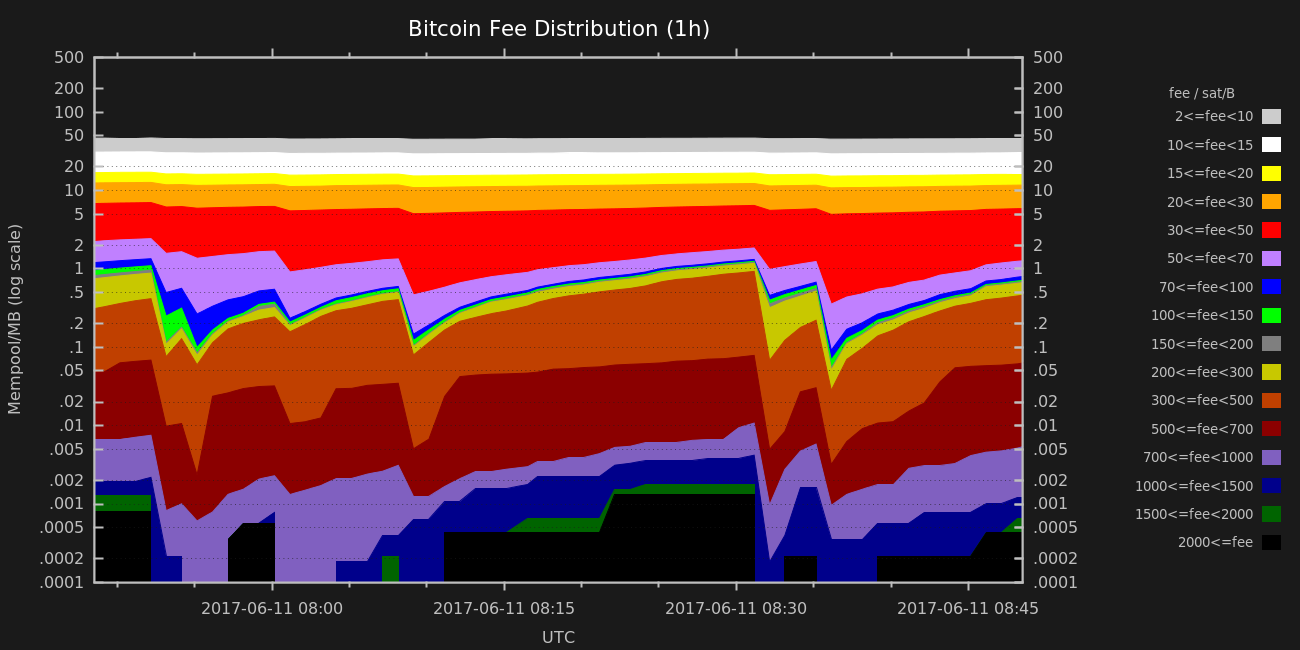 Bitcoin Fee Distribution (1h)
500
200
100
50
20
10
5
2
1
.5
.2
.1
.05
.02
.01
.005
.002
.001
.0005
.0002
.0001
Mempool/MB (log scale)
500
200
100
50
20
10
5
2
1
.5
.2
.1
.05
.02
.01
.005
.002
.001
.0005
.0002
.0001
2017-06-11 08:00
2017-06-11 08:15
2017-06-11 08:30
2017-06-11 08:45
UTC
fee / sat/B
2<=fee<10
10<=fee<15
15<=fee<20
20<=fee<30
30<=fee<50
50<=fee<70
70<=fee<100
100<=fee<150
150<=fee<200
200<=fee<300
300<=fee<500
500<=fee<700
700<=fee<1000
1000<=fee<1500
1500<=fee<2000
2000<=fee